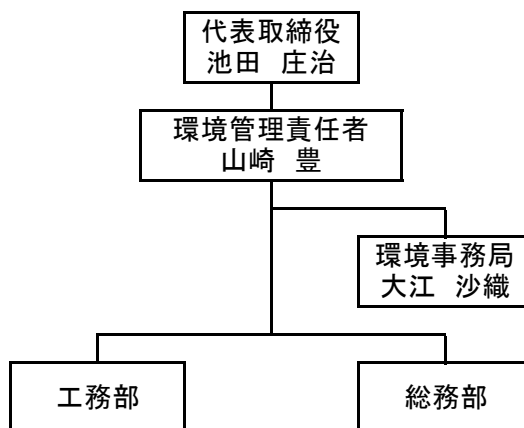 代表取締役
池田　庄治
環境管理責任者
山崎　豊
環境事務局
大江　沙織
工務部
総務部